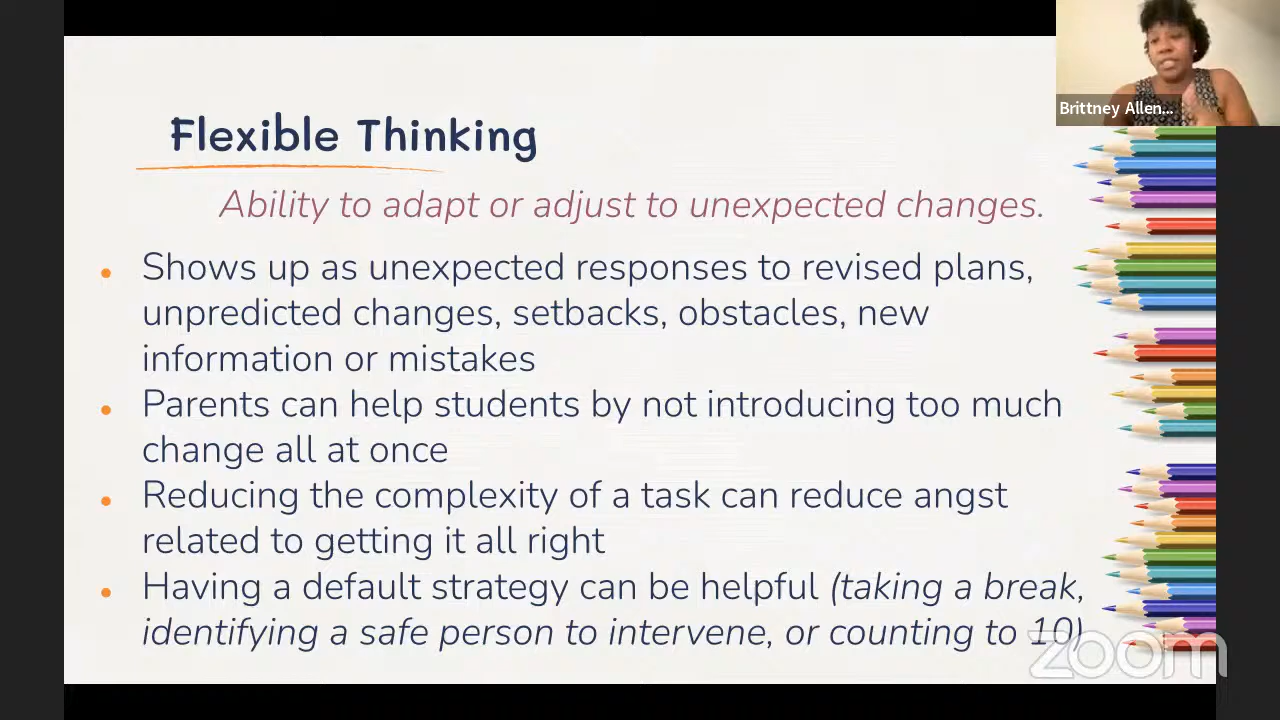 Brittney Allen...
Flexible Thinking
Ability to adapt or adjust to unexpected changes.
Shows up as unexpected responses to revised plans,
unpredicted changes, setbacks, obstacles, new
information or mistakes
Parents can help students by not introducing too much
change all at once
Reducing the complexity of a task can reduce angst
related to getting it all right
Having a default strategy can be helpful (taking a break,
identifying a safe person to intervene, or counting to 10)
zoom